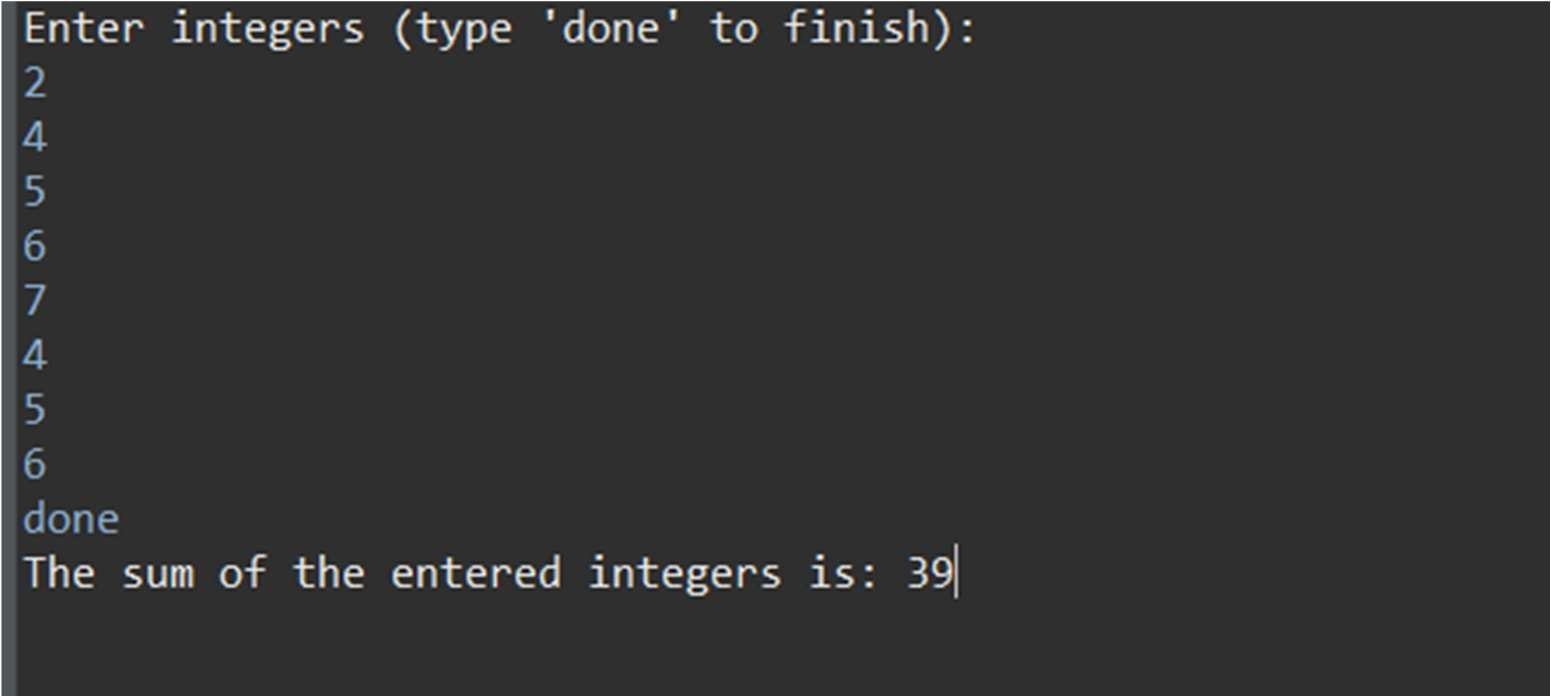 Enter integers (type 'done' to finish):
2
4
5
6
7
4
5
6
done
The sum of the entered integers is: 39